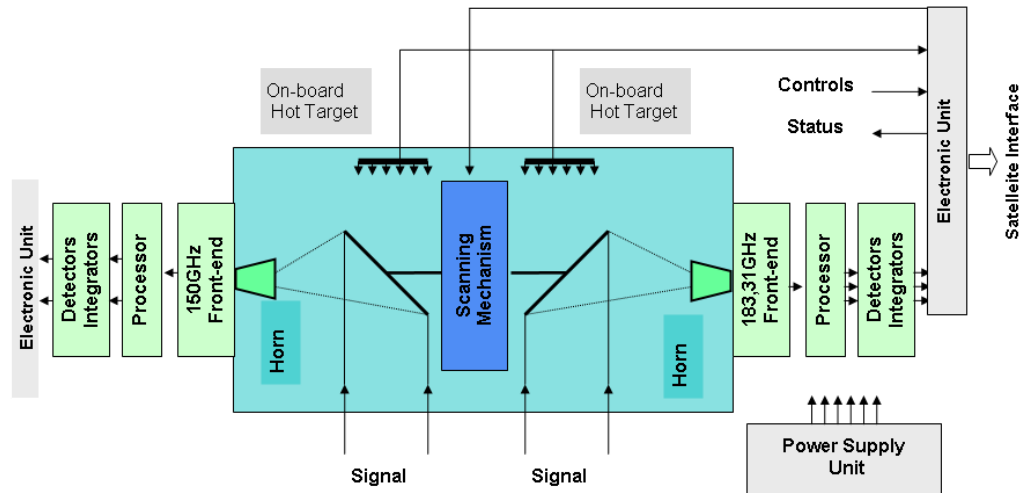 On-board
Hot Target
On-board
Hot Target
Controls
Status
Electronic Unit
Satelleite Interface
Electronic Unit
Detectors
Integrators
Processor
150GHz
Front-end
Horn
Scanning
Mechanism
Horn
183,31GHz
Front-end
Processor
Detectors
Integrators
Signal
Signal
Power Supply
Unit